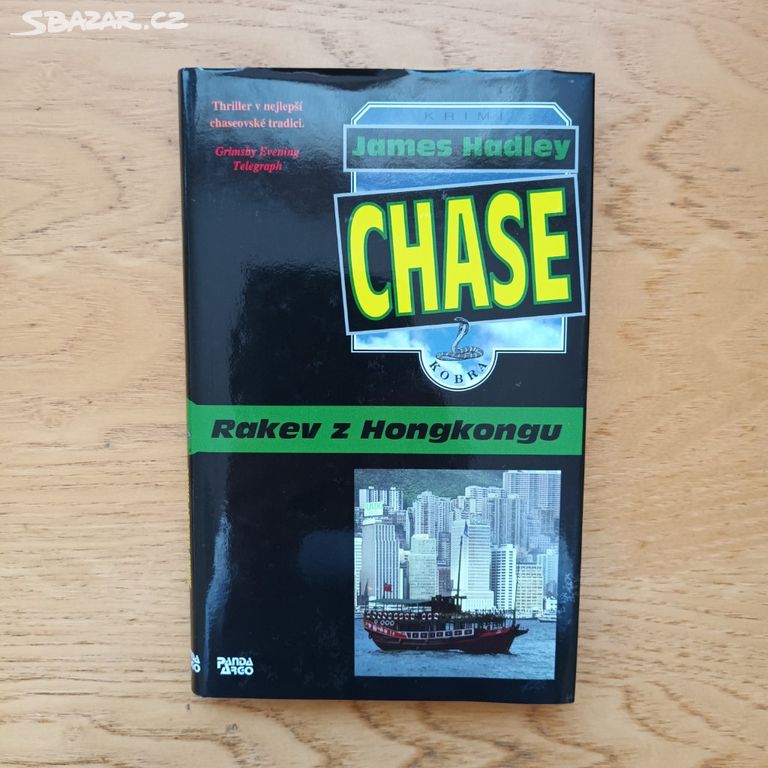 SBAZAR.CZ
Thriller v nejlepší
chaseovské tradici.
Grimsby Evening
Telegraph
KRIMI
James Hadley
CHASE
KOBRA
Rakev z Hongkongu
PANDA
ARGO